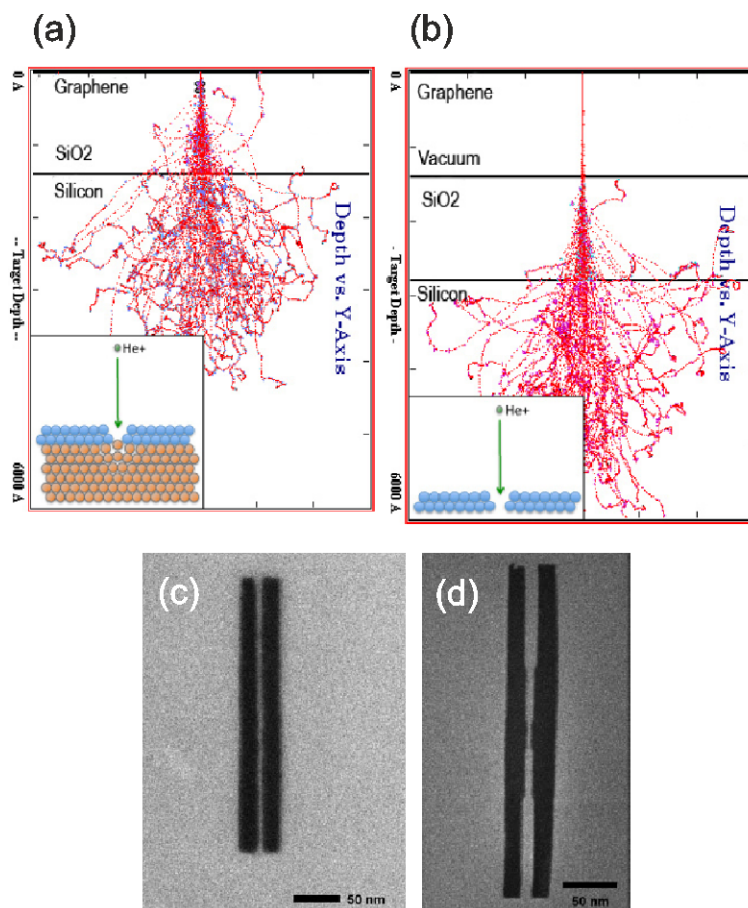 (a)
0 A
Graphene
SiO2
Silicon
-- Target Depth --
Depth vs. Y-Axis
6000 A
He+
(b)
0 A
Graphene
Vacuum
SiO2
Silicon
- Target Depth -
Depth vs. Y-Axis
6000 A
He+
(c)
50 nm
(d)
50 nm